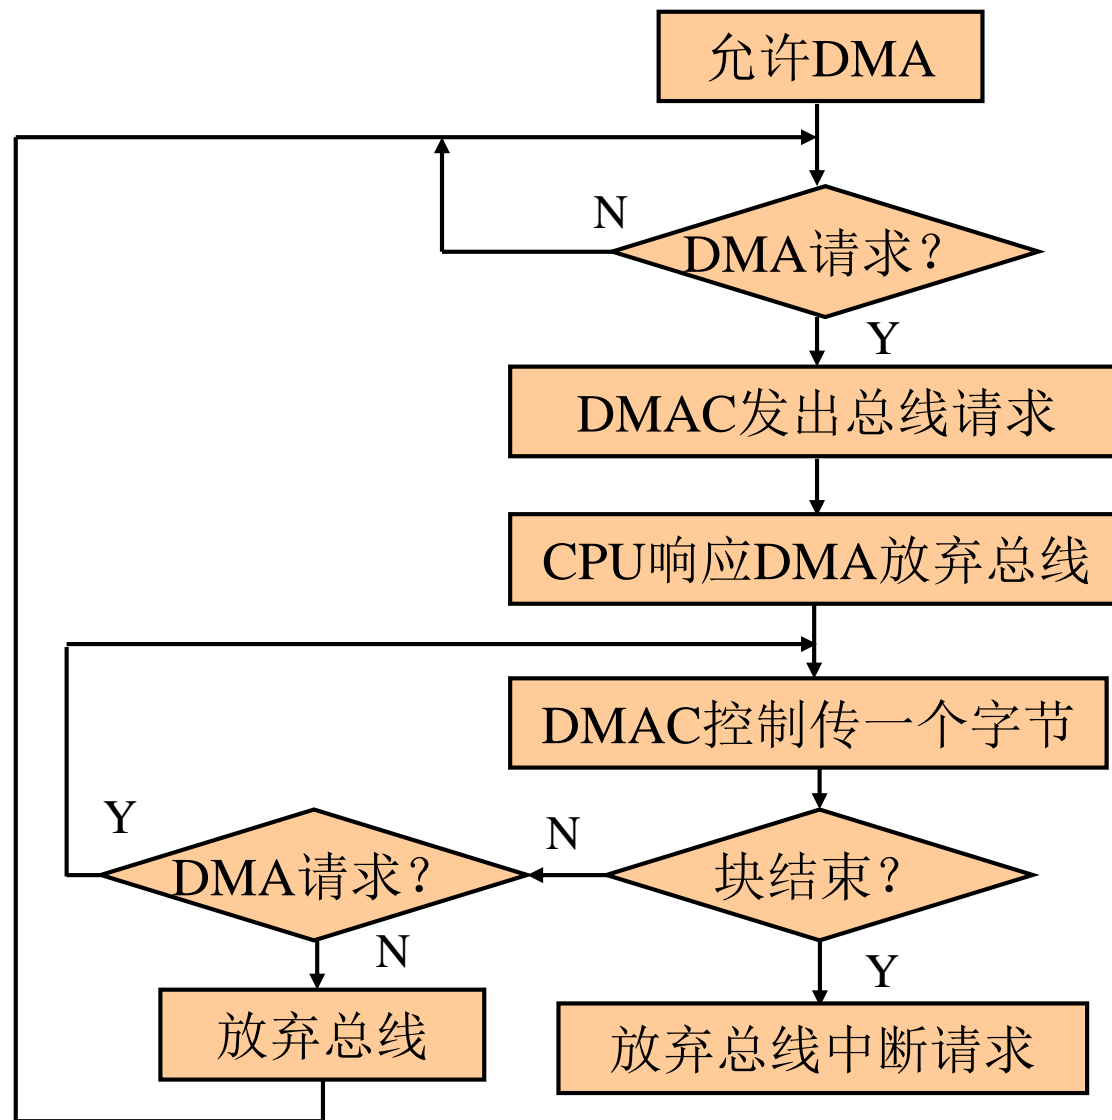 允许DMA
N
DMA请求？
Y
DMAC发出总线请求
CPU响应DMA放弃总线
DMAC控制传一个字节
Y
DMA请求？
N
块结束？
N
Y
放弃总线
放弃总线中断请求